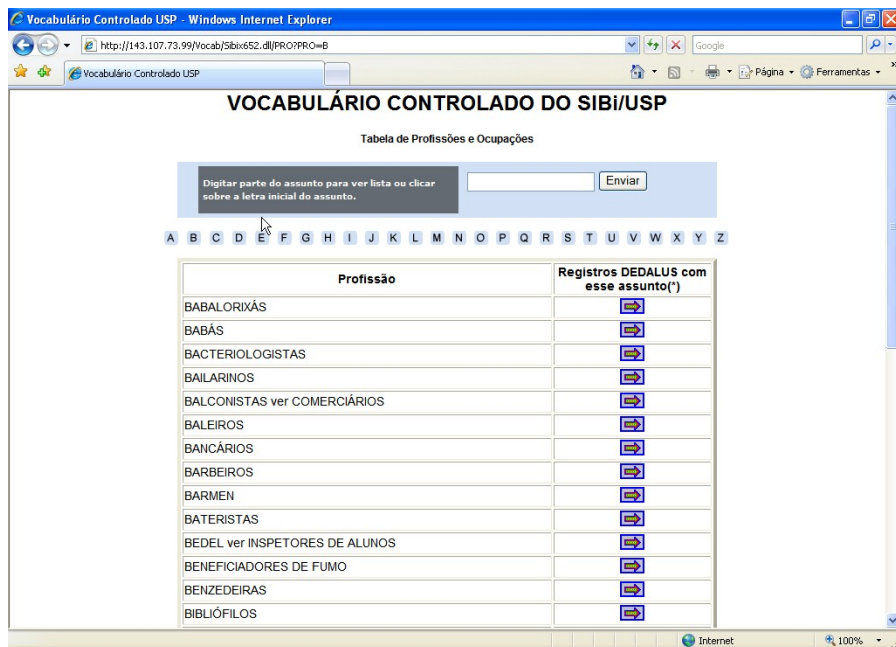 Vocabulário Controlado USP - Windows Internet Explorer
http://143.107.73.99/Vocab/Sibix652.dll/PRO?PRO=B
Google
Vocabulário Controlado USP
Página
Ferramentas
VOCABULÁRIO CONTROLADO DO SIBi/USP
Tabela de Profissões e Ocupações
Digitar parte do assunto para ver lista ou clicar
sobre a letra inicial do assunto.
Enviar
A B C D E F G H I J K L M N O P Q R S T U V W X Y Z
Profissão
Registros DEDALUS com
esse assunto(*)
BABALORIXÁS
BABÁS
BACTERIOLOGISTAS
BAILARINOS
BALCONISTAS ver COMERCIÁRIOS
BALEIROS
BANCÁRIOS
BARBEIROS
BARMEN
BATERISTAS
BEDEL ver INSPETORES DE ALUNOS
BENEFICIADORES DE FUMO
BENZEDEIRAS
BIBLIÓFILOS
Internet
100%